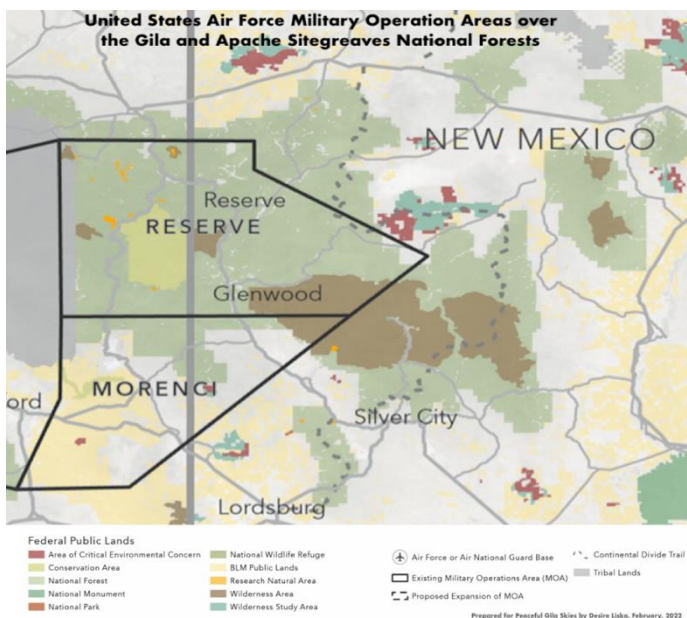 United States Air Force Military Operation Areas over
the Gila and Apache Sitegreaves National Forests
NEW MEXICO
Reserve
RESERVE
Glenwood
MORENCI
ord
Silver City
Lordsburg
Federal Public Lands
Area of Critical Environmental Concern
Conservation Area
National Forest
National Monument
National Park
National Wildlife Refuge
BLM Public Lands
Research Natural Area
Wilderness Area
Wilderness Study Area
Air Force or Air National Guard Base
Existing Military Operations Area (MOA)
Proposed Expansion of MOA
Continental Divide Trail
Tribal Lands
Prepared for Peaceful Gila Skies by Desire Liska, February, 2022